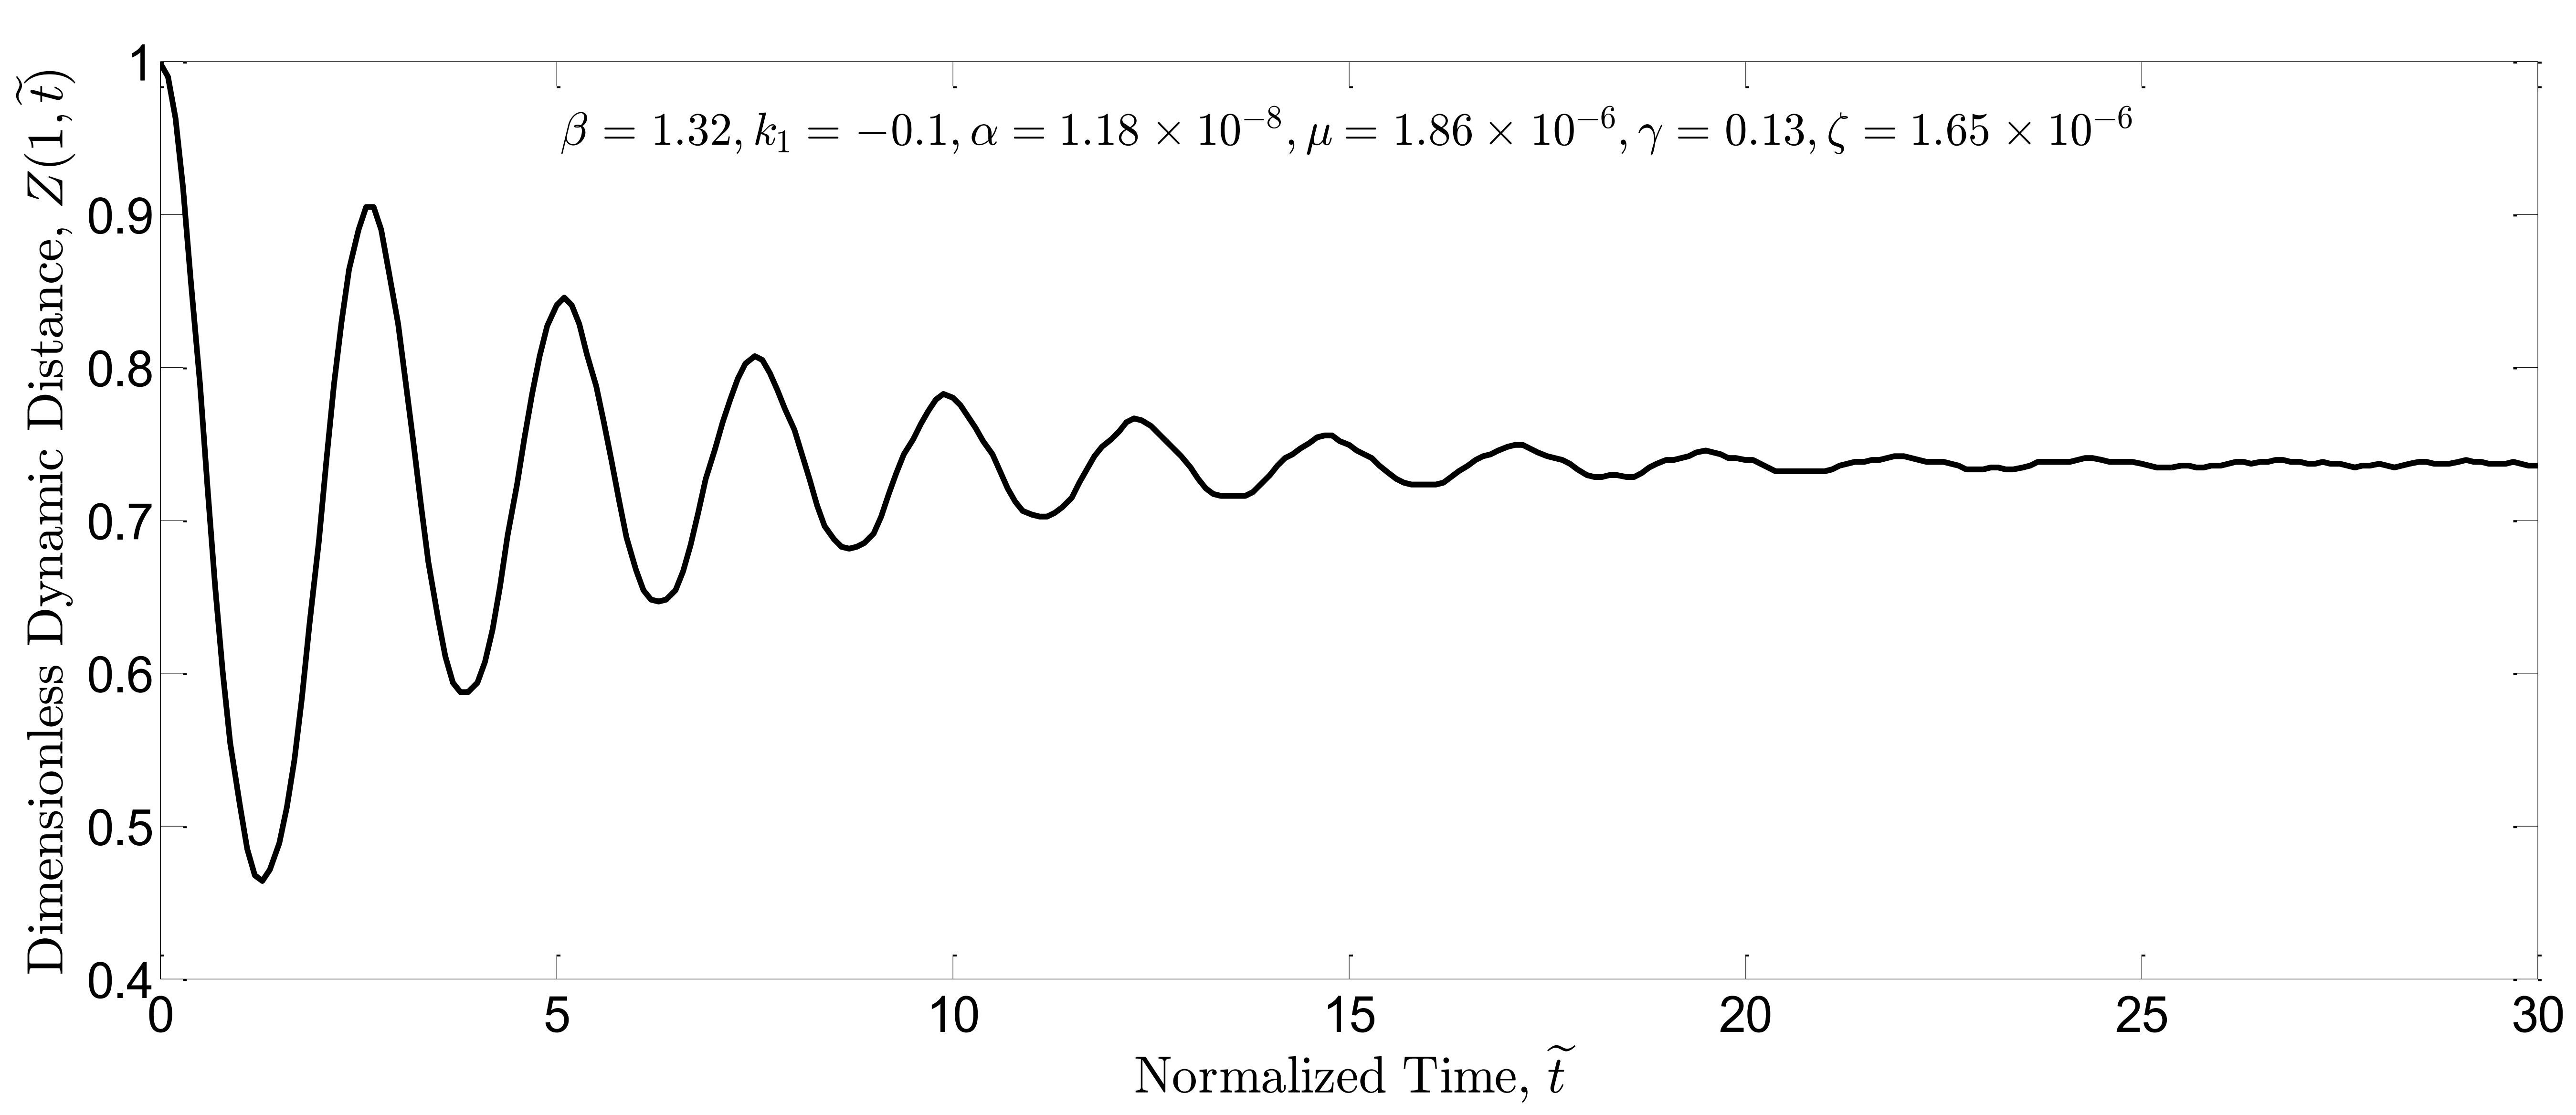 Dimensionless Dynamic Distance, Z(1, t̃)
1
0.9
0.8
0.7
0.6
0.5
0.4
β = 1.32, k₁ = −0.1, α = 1.18 × 10⁻⁸, μ = 1.86 × 10⁻⁶, γ = 0.13, ζ = 1.65 × 10⁻⁶
0 5 10 15 20 25 30
Normalized Time, t̃